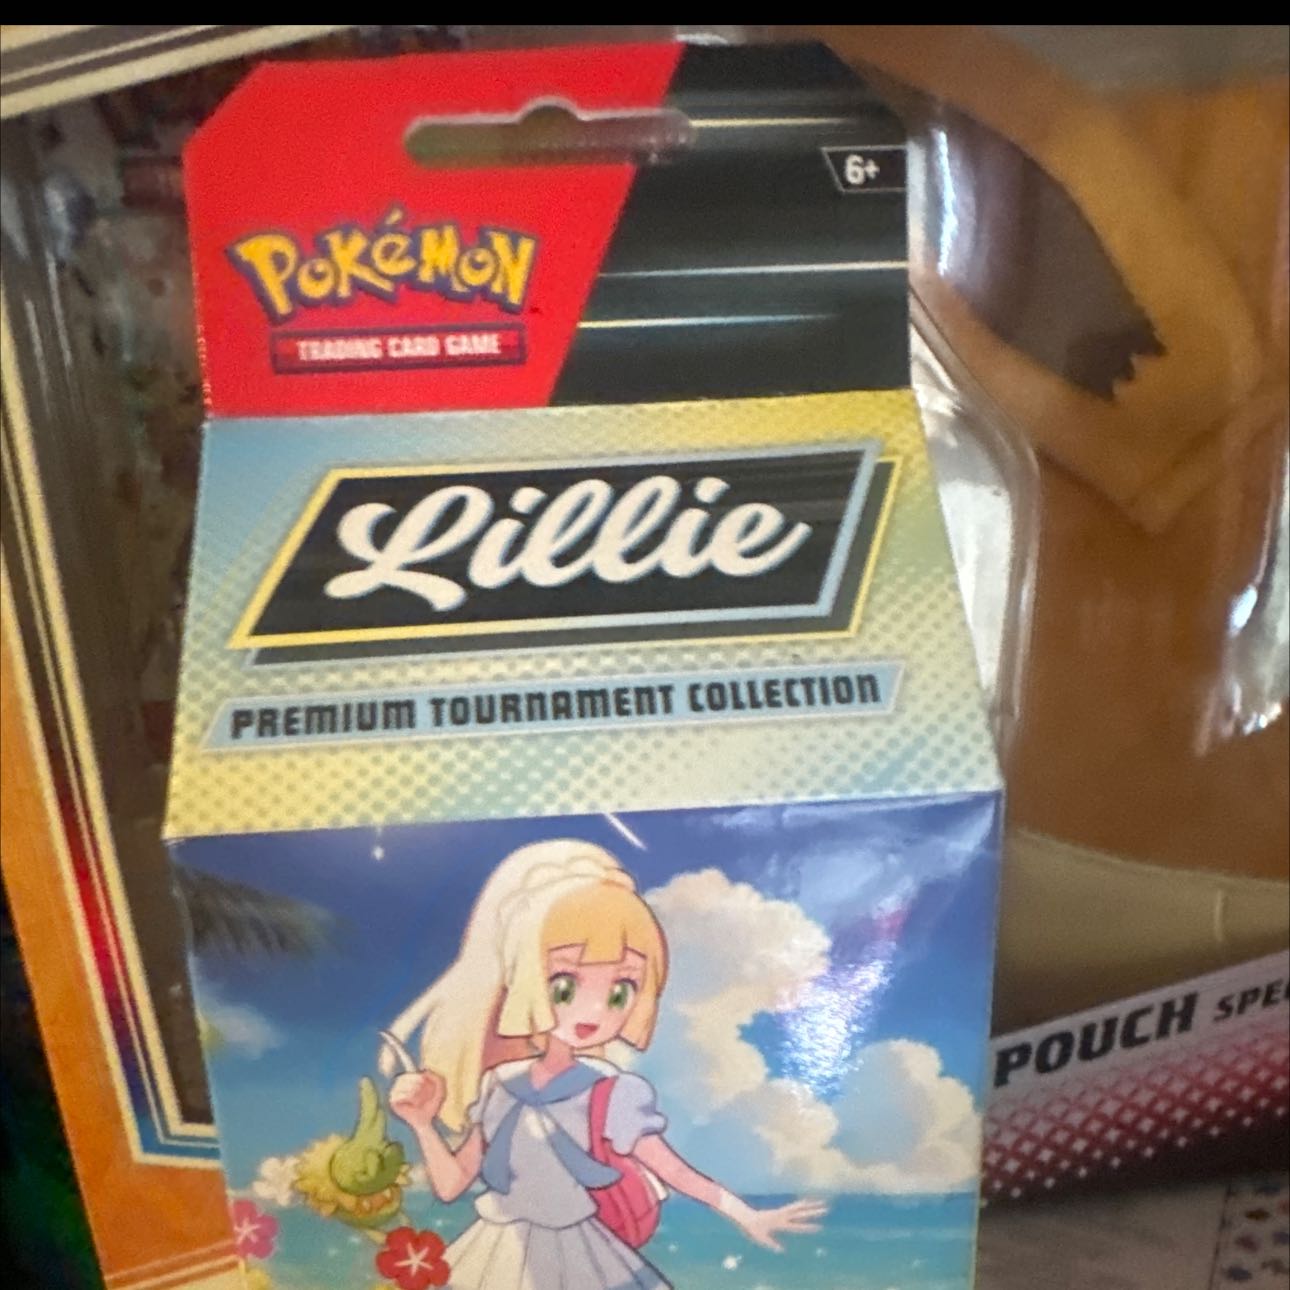 6+
POKéMON
TRADING CARD GAME
Lillie
PREMIUM TOURNAMENT COLLECTION
POUCH